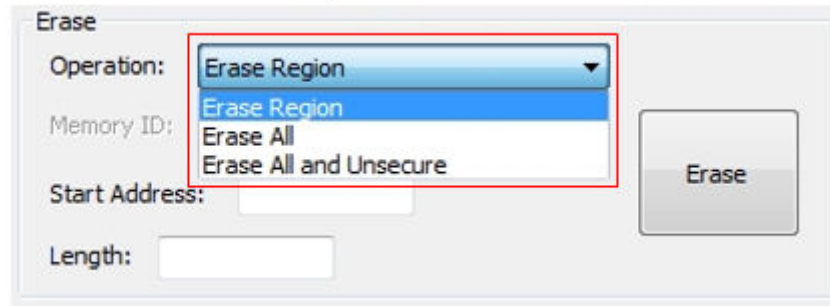 Erase
Operation: Erase Region
Erase Region
Memory ID:
Erase All
Erase All and Unsecure
Erase
Start Address:
Length: